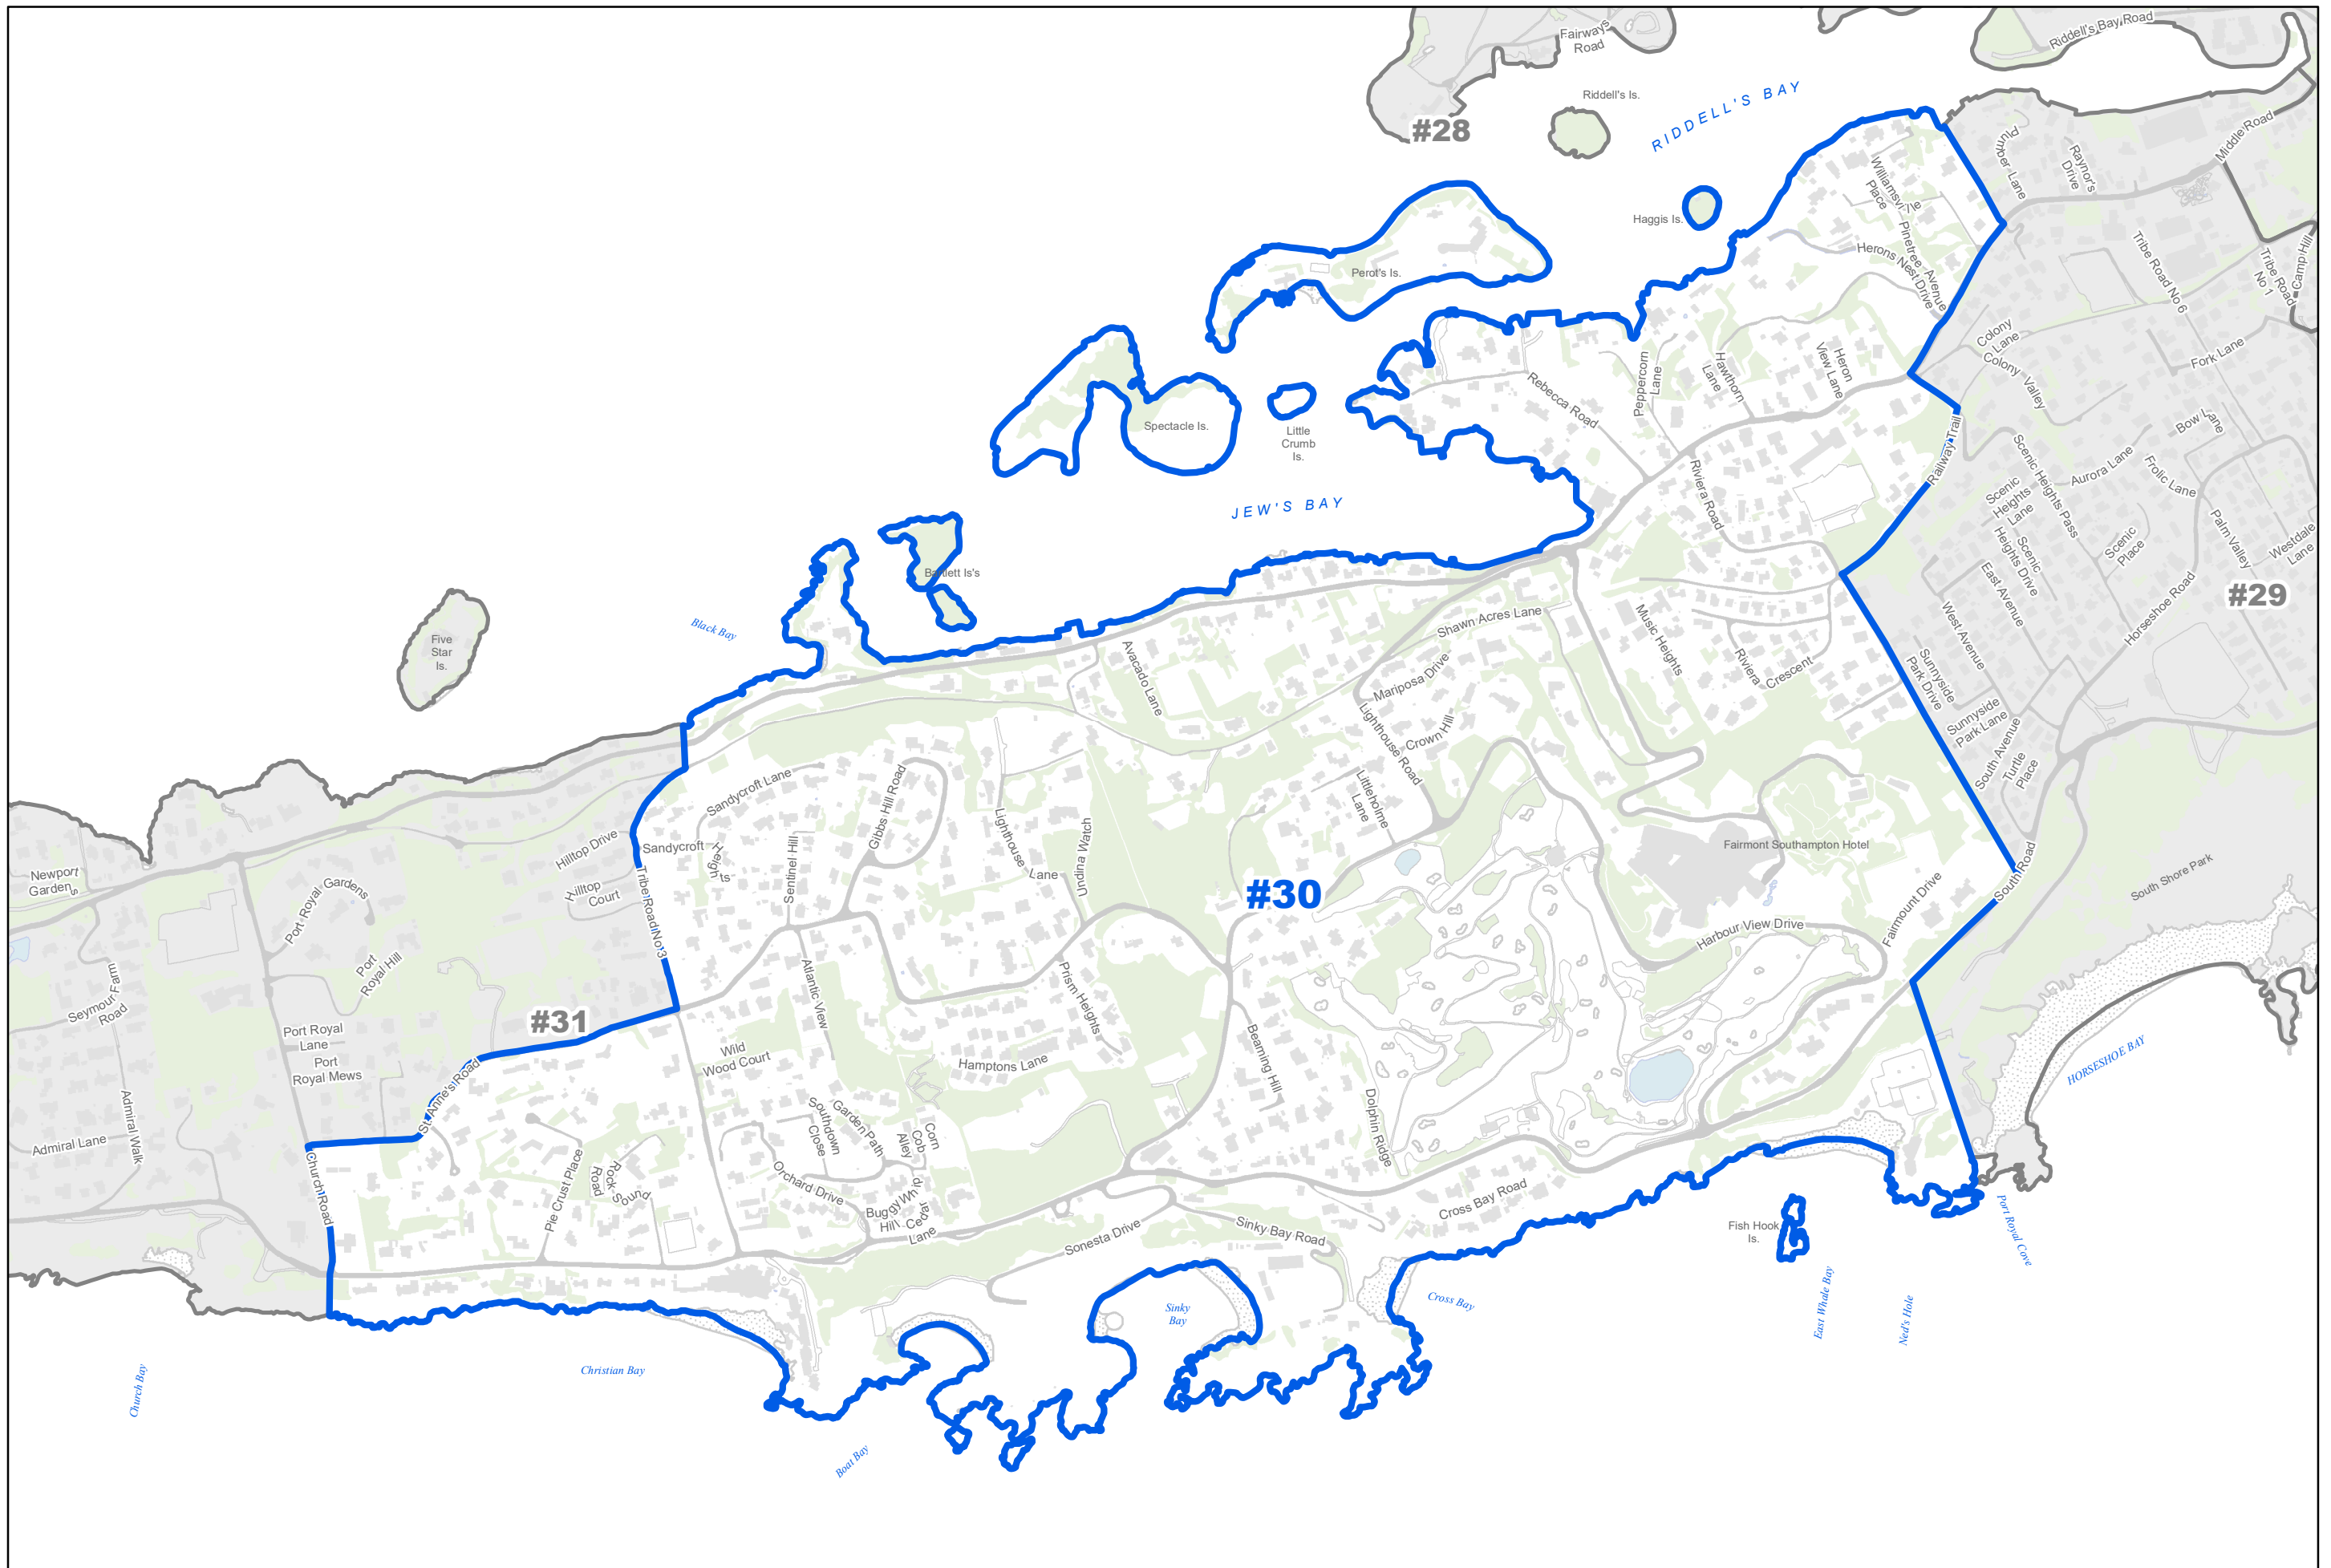 Fairways
Road
Riddell's Bay Road
#28
Riddell's Is.
RIDDELL'S BAY
Plumber Lane
Raynor's
Drive
Middle Road
Williamsville
Place
Pinetree Avenue
Herons Nest Drive
Haggis Is.
Perot's Is.
Tribe Road No 6
Tribe Road
No 1
Camp Hill
Colony
Lane
Colony Valley
Fork Lane
Heron
View Lane
Hawthorn
Lane
Peppercorn
Lane
Rebecca Road
Spectacle Is.
Little
Crumb
Is.
Railway Trail
Bow Lane
Aurora Lane
Frolic Lane
Scenic Heights Pass
Scenic
Heights
Lane
Scenic
Heights Drive
Scenic
Place
Palm Valley
Westdale
Lane
Riviera Road
JEW'S BAY
Bartlett Is's
Black Bay
Five
Star
Is.
East Avenue
West Avenue
Horseshoe Road
#29
Shawn Acres Lane
Music Heights
Riviera
Crescent
Avacado Lane
Mariposa Drive
Lighthouse Road
Crown Hill
Sunnyside
Park Drive
Sunnyside
Park Lane
South Avenue
Turtle
Place
Littleholme
Lane
Sandycroft Lane
Gibbs Hill Road
Lighthouse
Lane
Undina Watch
Hilltop Drive
Hilltop
Court
Sandycroft
Heights
Sentinel Hill
Tribe Road No 3
Fairmont Southampton Hotel
South Road
South Shore Park
Fairmount Drive
Harbour View Drive
#30
Newport
Gardens
Port Royal Gardens
Port
Royal Hill
Seymour Farm
Road
Atlantic View
Prism Heights
#31
Port Royal
Lane
Port
Royal Mews
Wild
Wood Court
Hamptons Lane
Beaming Hill
Dolphin Ridge
HORSESHOE BAY
St Anne's Road
Admiral Walk
Admiral Lane
Church Road
Southdown
Close
Garden Path
Corn
Cob
Alley
Orchard Drive
Pie Crust Place
Rock Sound
Road
Buggy Whip
Hill
Cedar
Lane
Sonesta Drive
Sinky Bay Road
Cross Bay Road
Fish Hook
Is.
Port Royal Cove
East Whale Bay
Ned's Hole
Sinky
Bay
Cross Bay
Christian Bay
Church Bay
Boat Bay